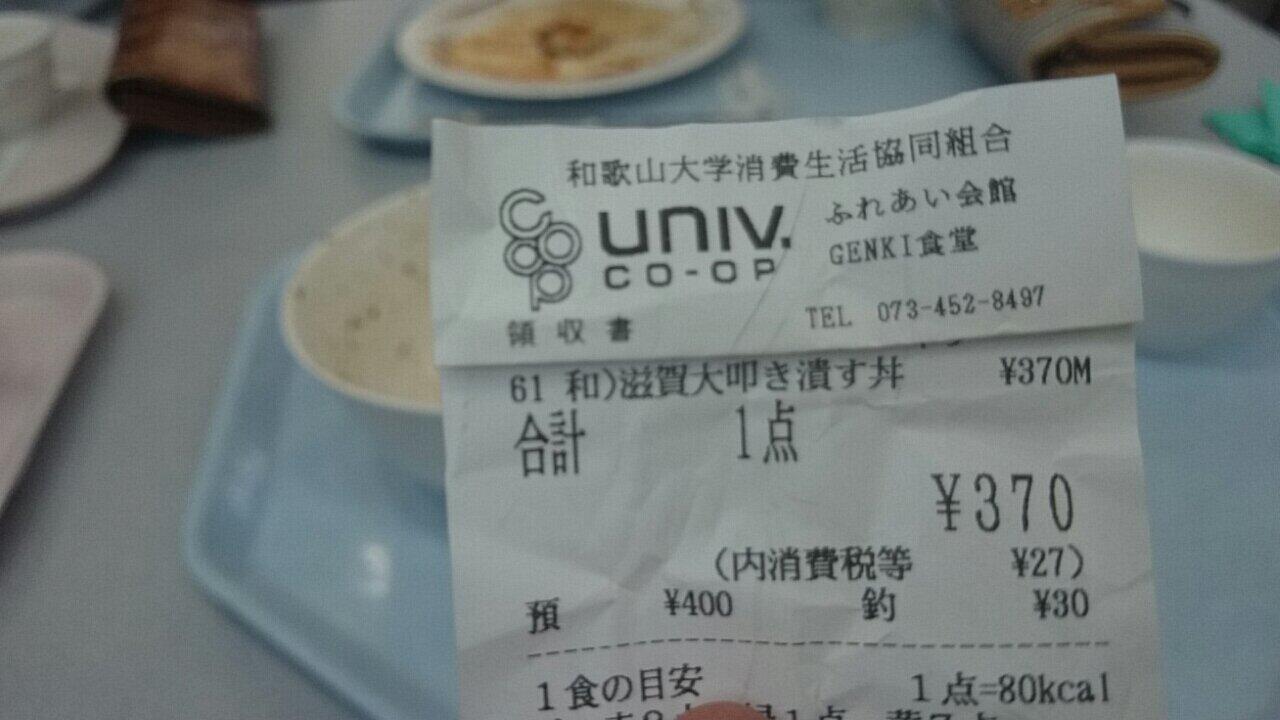 和歌山大学消費生活協同組合
coop
UNIV.
CO-OP
ふれあい会館
GENKI食堂
TEL 073-452-8497
領収書
61 和)滋賀大叩き潰す丼 ¥370M
合計 1点
¥370
(内消費税等 ¥27)
預 ¥400 釣 ¥30
1食の目安 1点=80kcal